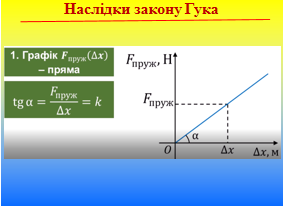 Наслідки закону Гука
1. Графік Fпруж(Δx)
– пряма
tg α = Fпруж / Δx = k
Fпруж, Н
Fпруж
α
O Δx Δx, м